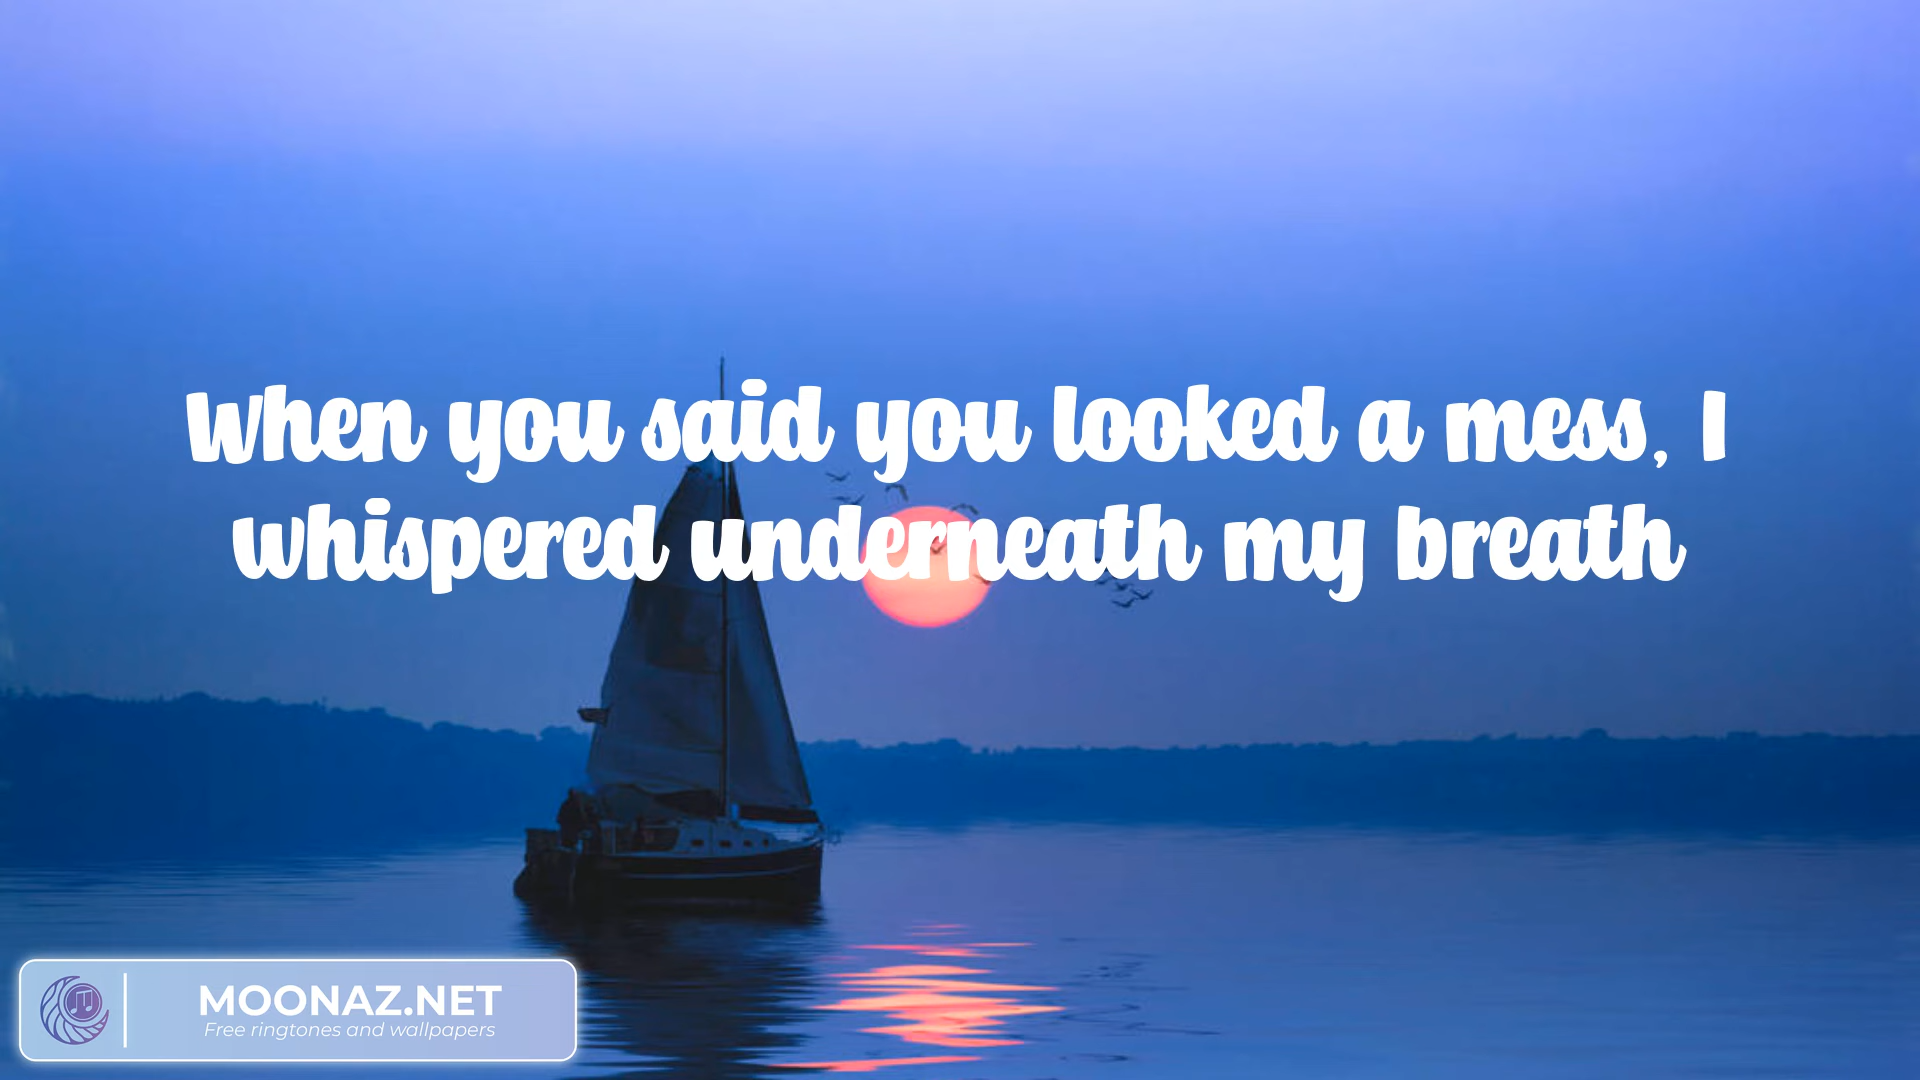 When you said you looked a mess, I
whispered underneath my breath
MOONAZ.NET
Free ringtones and wallpapers